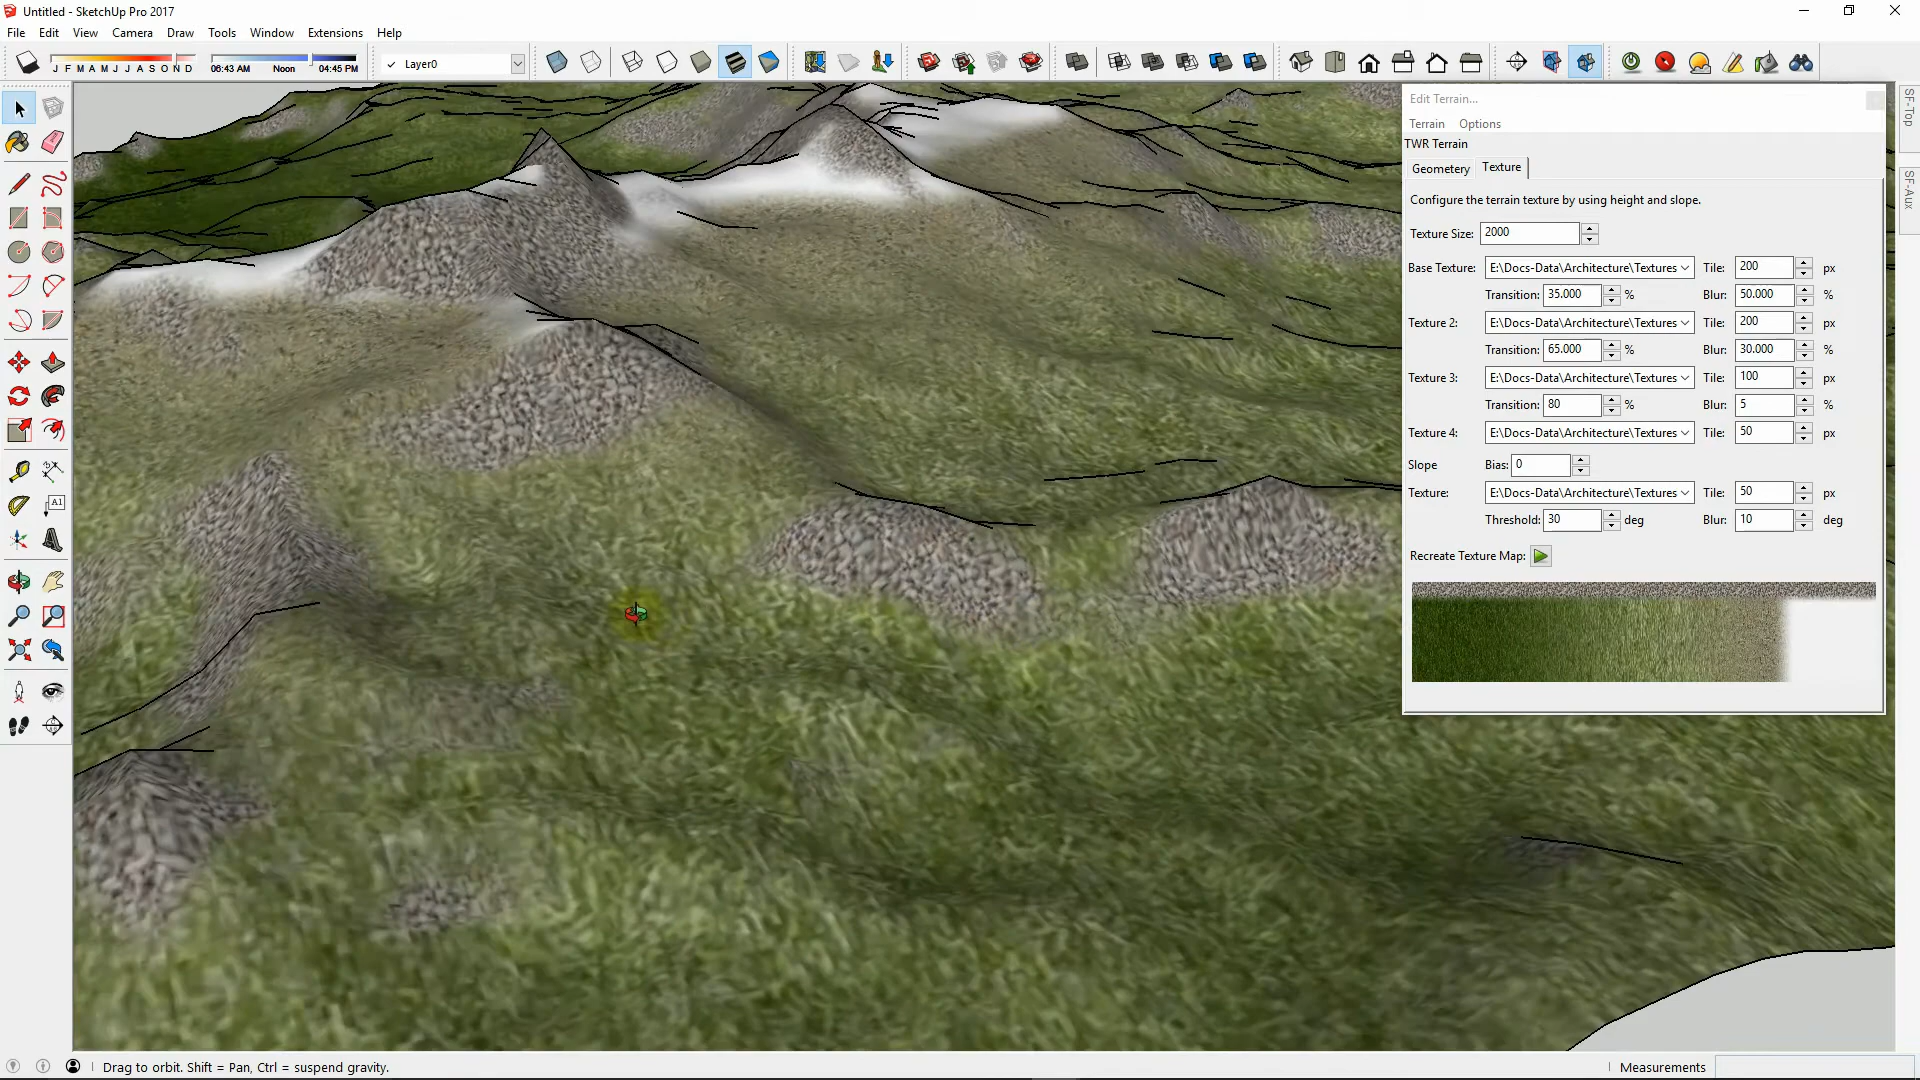 Untitled - SketchUp Pro 2017
File Edit View Camera Draw Tools Window Extensions Help
J F M A M J J A S O N D 06:43 AM Noon 04:45 PM ✓ Layer0
Edit Terrain...
Terrain Options
TWR Terrain
Geometery Texture
Configure the terrain texture by using height and slope.
Texture Size: 2000
Base Texture: E:\Docs-Data\Architecture\Textures Tile: 200 px
Transition: 35.000 % Blur: 50.000 %
Texture 2: E:\Docs-Data\Architecture\Textures Tile: 200 px
Transition: 65.000 % Blur: 30.000 %
Texture 3: E:\Docs-Data\Architecture\Textures Tile: 100 px
Transition: 80 % Blur: 5 %
Texture 4: E:\Docs-Data\Architecture\Textures Tile: 50 px
Slope Bias: 0
Texture: E:\Docs-Data\Architecture\Textures Tile: 50 px
Threshold: 30 deg Blur: 10 deg
Recreate Texture Map:
SF-Top
SF-Aux
A1
Drag to orbit. Shift = Pan, Ctrl = suspend gravity.
Measurements